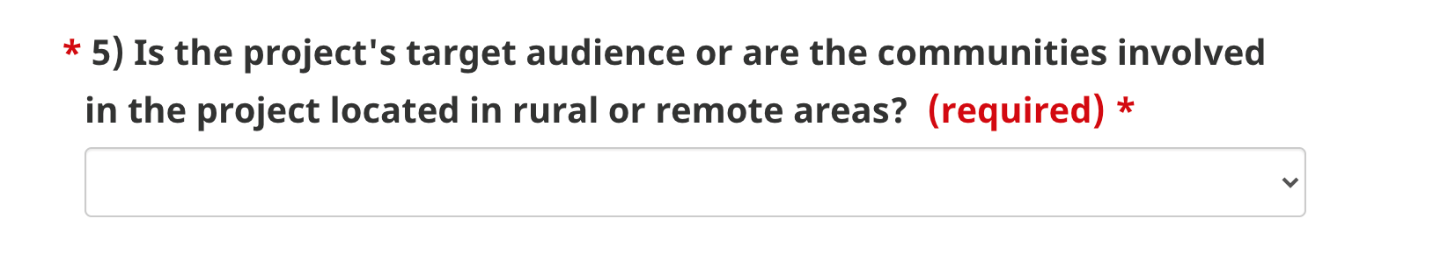 * 5) Is the project's target audience or are the communities involved
in the project located in rural or remote areas? (required) *